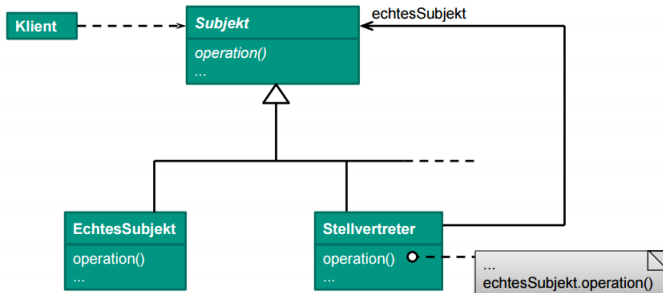 Klient
Subjekt
operation()
...
echtesSubjekt
EchtesSubjekt
operation()
...
Stellvertreter
operation()
...
...
echtesSubjekt.operation()